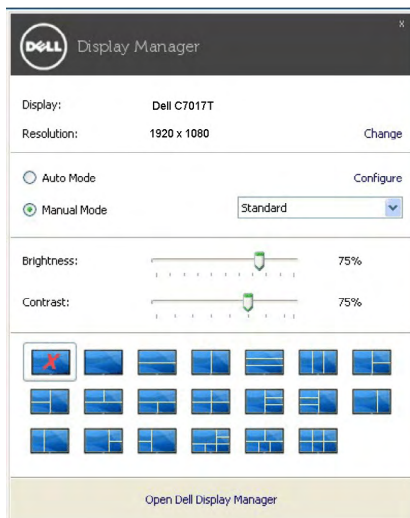 x
DELL Display Manager
Display: Dell C7017T
Resolution: 1920 x 1080 Change
Auto Mode Configure
Manual Mode Standard
Brightness: 75%
Contrast: 75%
X
Open Dell Display Manager